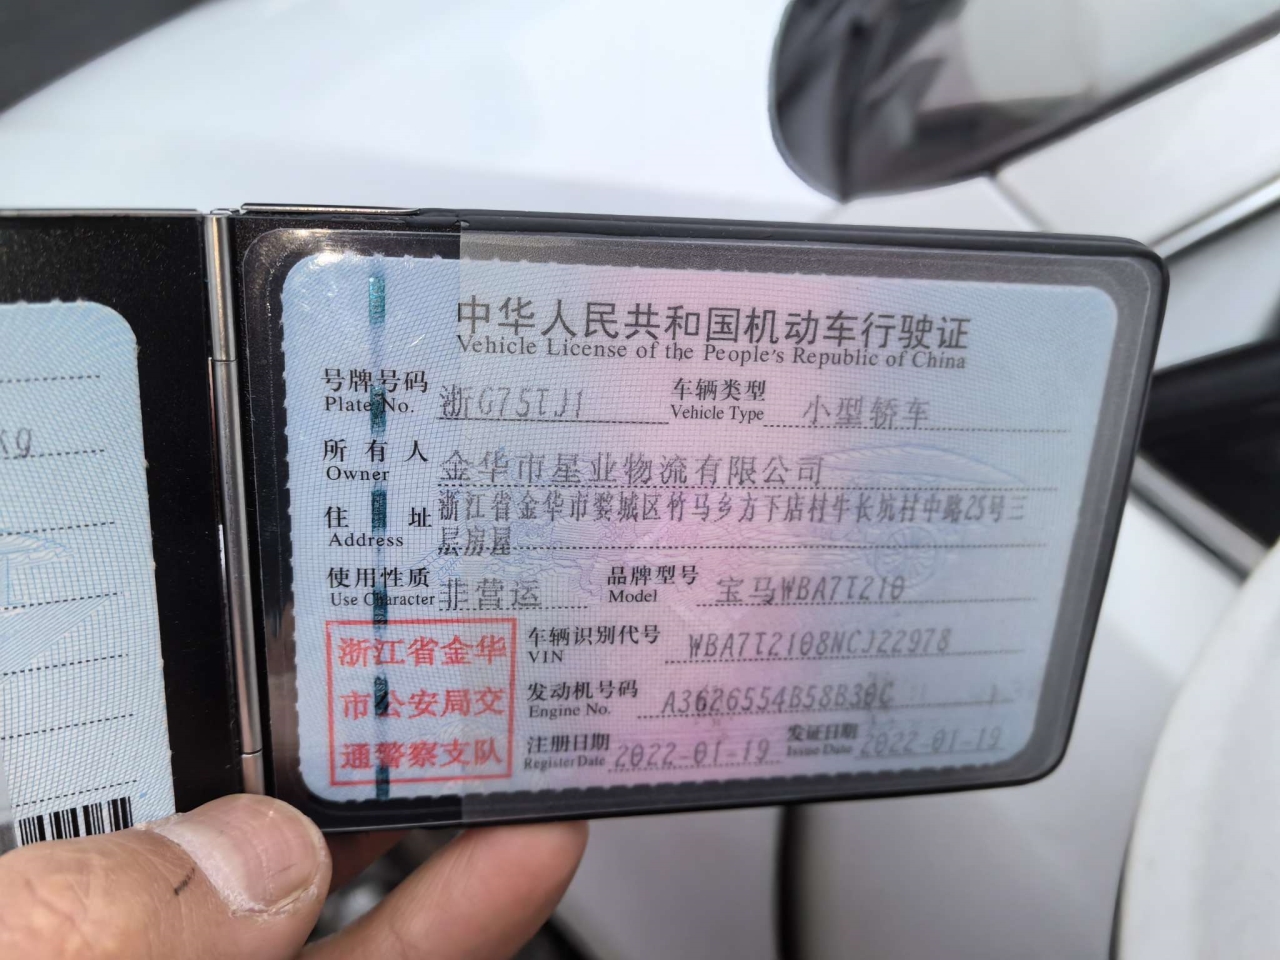 中华人民共和国机动车行驶证
Vehicle License of the People's Republic of China
号牌号码 浙G75TJ1 车辆类型 小型轿车
Plate No. Vehicle Type
所有人 金华市星业物流有限公司
Owner
住址 浙江省金华市婺城区竹马乡方下店村牛长坑村中路25号三
Address 层房屋
使用性质 非营运 品牌型号 宝马WBA7T210
Use Character Model
浙江省金华
市公安局交
通警察支队
车辆识别代号 WBA7T2108NCJ22978
VIN
发动机号码 A3626554B58B30C
Engine No.
注册日期 2022-01-19 发证日期 2022-01-19
Register Date Issue Date
kg